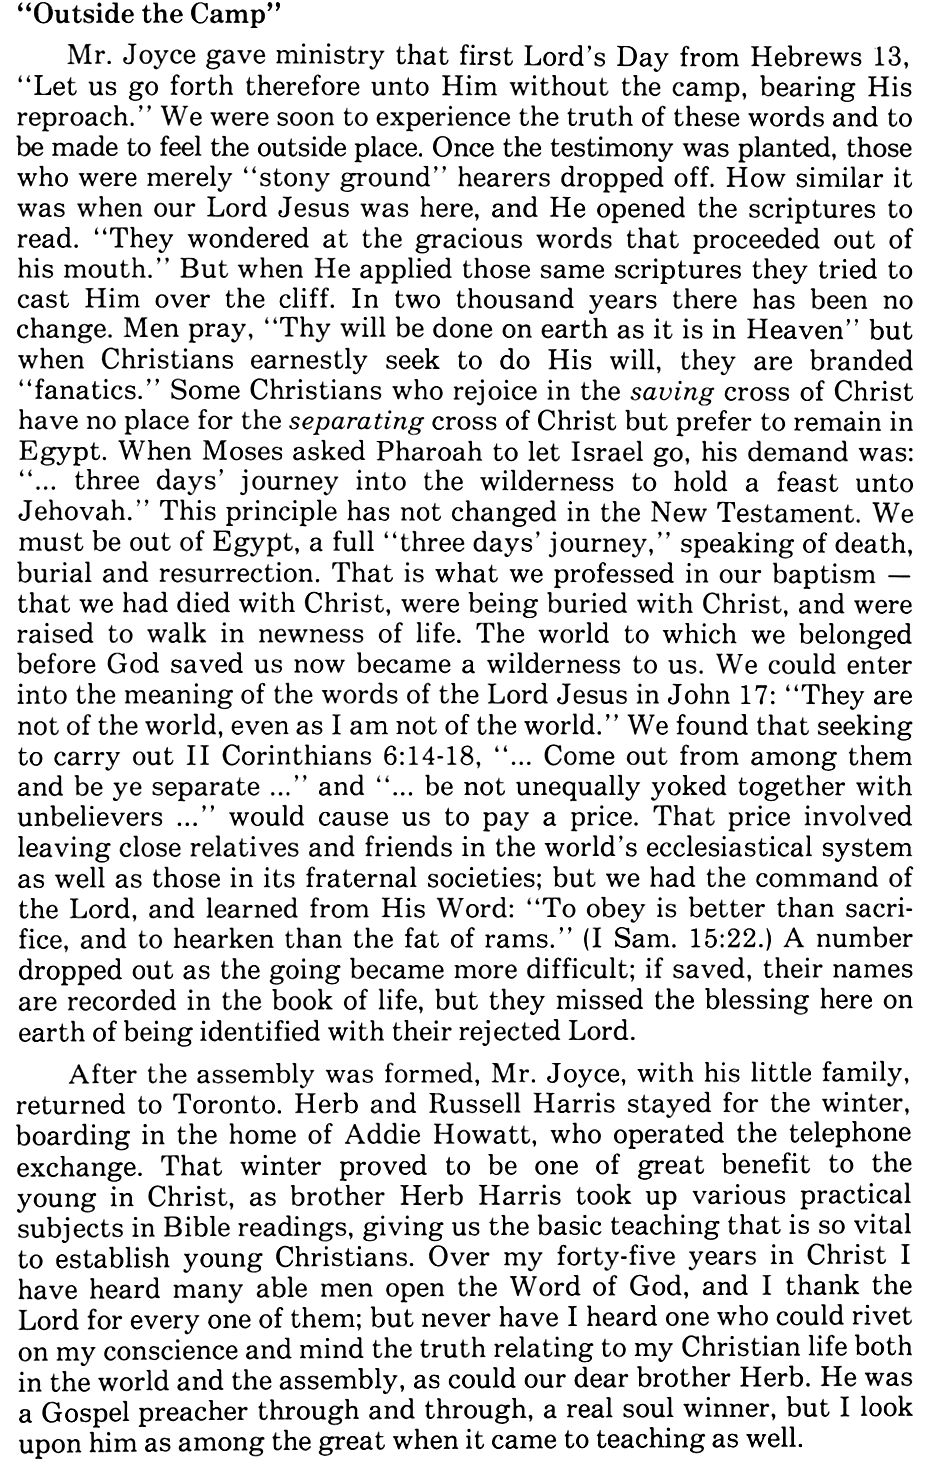 “Outside the Camp”
Mr. Joyce gave ministry that first Lord’s Day from Hebrews 13,
“Let us go forth therefore unto Him without the camp, bearing His
reproach.” We were soon to experience the truth of these words and to
be made to feel the outside place. Once the testimony was planted, those
who were merely “stony ground” hearers dropped off. How similar it
was when our Lord Jesus was here, and He opened the scriptures to
read. “They wondered at the gracious words that proceeded out of
his mouth.” But when He applied those same scriptures they tried to
cast Him over the cliff. In two thousand years there has been no
change. Men pray, “Thy will be done on earth as it is in Heaven” but
when Christians earnestly seek to do His will, they are branded
“fanatics.” Some Christians who rejoice in the saving cross of Christ
have no place for the separating cross of Christ but prefer to remain in
Egypt. When Moses asked Pharoah to let Israel go, his demand was:
“... three days’ journey into the wilderness to hold a feast unto
Jehovah.” This principle has not changed in the New Testament. We
must be out of Egypt, a full “three days’ journey,” speaking of death,
burial and resurrection. That is what we professed in our baptism —
that we had died with Christ, were being buried with Christ, and were
raised to walk in newness of life. The world to which we belonged
before God saved us now became a wilderness to us. We could enter
into the meaning of the words of the Lord Jesus in John 17: “They are
not of the world, even as I am not of the world.” We found that seeking
to carry out II Corinthians 6:14-18, “... Come out from among them
and be ye separate ...” and “... be not unequally yoked together with
unbelievers ...” would cause us to pay a price. That price involved
leaving close relatives and friends in the world’s ecclesiastical system
as well as those in its fraternal societies; but we had the command of
the Lord, and learned from His Word: “To obey is better than sacri-
fice, and to hearken than the fat of rams.” (I Sam. 15:22.) A number
dropped out as the going became more difficult; if saved, their names
are recorded in the book of life, but they missed the blessing here on
earth of being identified with their rejected Lord.
After the assembly was formed, Mr. Joyce, with his little family,
returned to Toronto. Herb and Russell Harris stayed for the winter,
boarding in the home of Addie Howatt, who operated the telephone
exchange. That winter proved to be one of great benefit to the
young in Christ, as brother Herb Harris took up various practical
subjects in Bible readings, giving us the basic teaching that is so vital
to establish young Christians. Over my forty-five years in Christ I
have heard many able men open the Word of God, and I thank the
Lord for every one of them; but never have I heard one who could rivet
on my conscience and mind the truth relating to my Christian life both
in the world and the assembly, as could our dear brother Herb. He was
a Gospel preacher through and through, a real soul winner, but I look
upon him as among the great when it came to teaching as well.